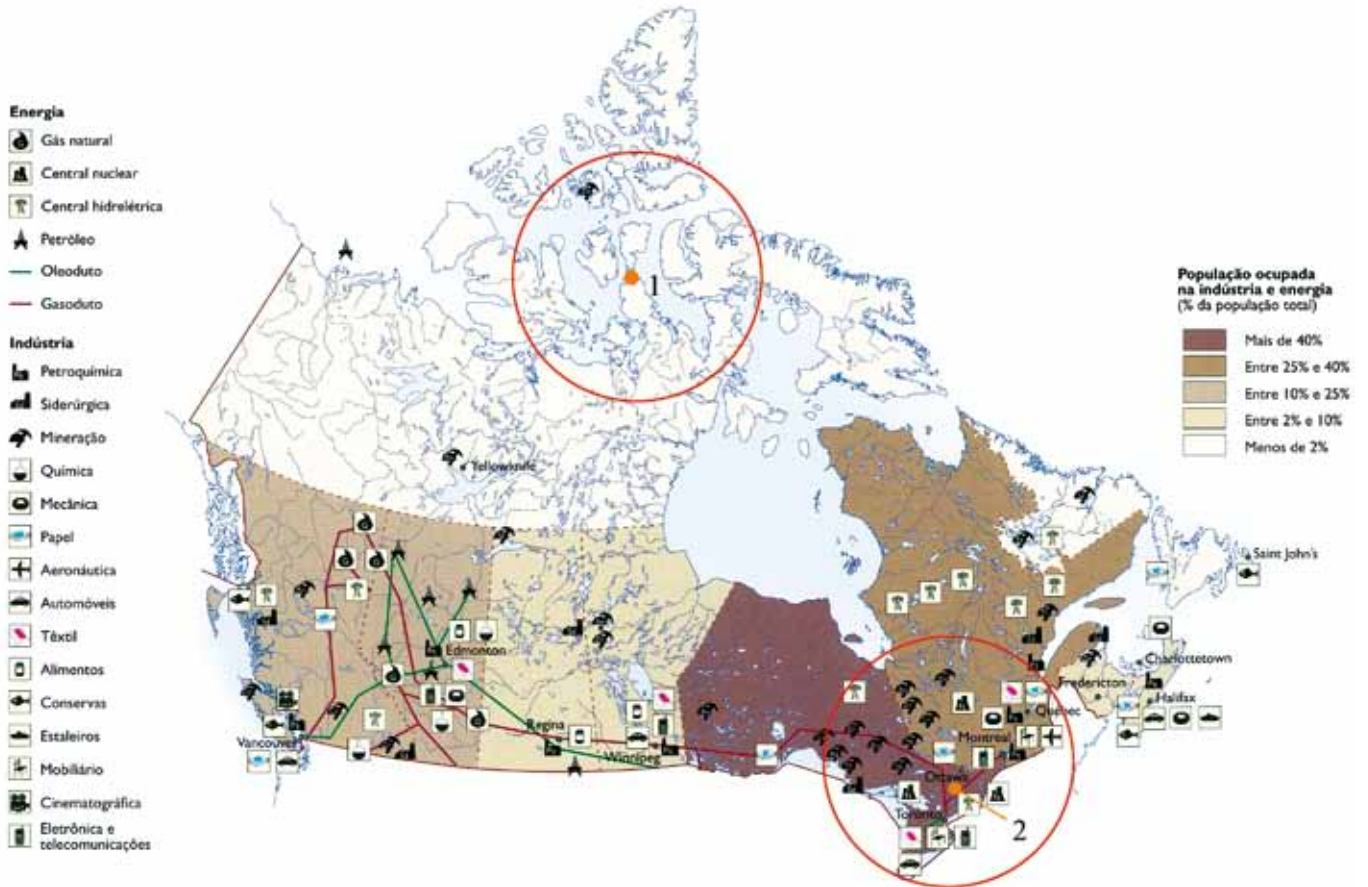 Energia
Gás natural
Central nuclear
Central hidrelétrica
Petróleo
Oleoduto
Gasoduto
Indústria
Petroquímica
Siderúrgica
Mineração
Química
Mecânica
Papel
Aeronáutica
Automóveis
Têxtil
Alimentos
Conservas
Estaleiros
Mobiliário
Cinematográfica
Eletrônica e
telecomunicações
1
Yellowknife
Edmonton
Vancouver
Regina
Winnipeg
Saint John's
Charlottetown
Fredericton
Halifax
Quebec
Montreal
Ottawa
Toronto
2
População ocupada
na indústria e energia
(% da população total)
Mais de 40%
Entre 25% e 40%
Entre 10% e 25%
Entre 2% e 10%
Menos de 2%